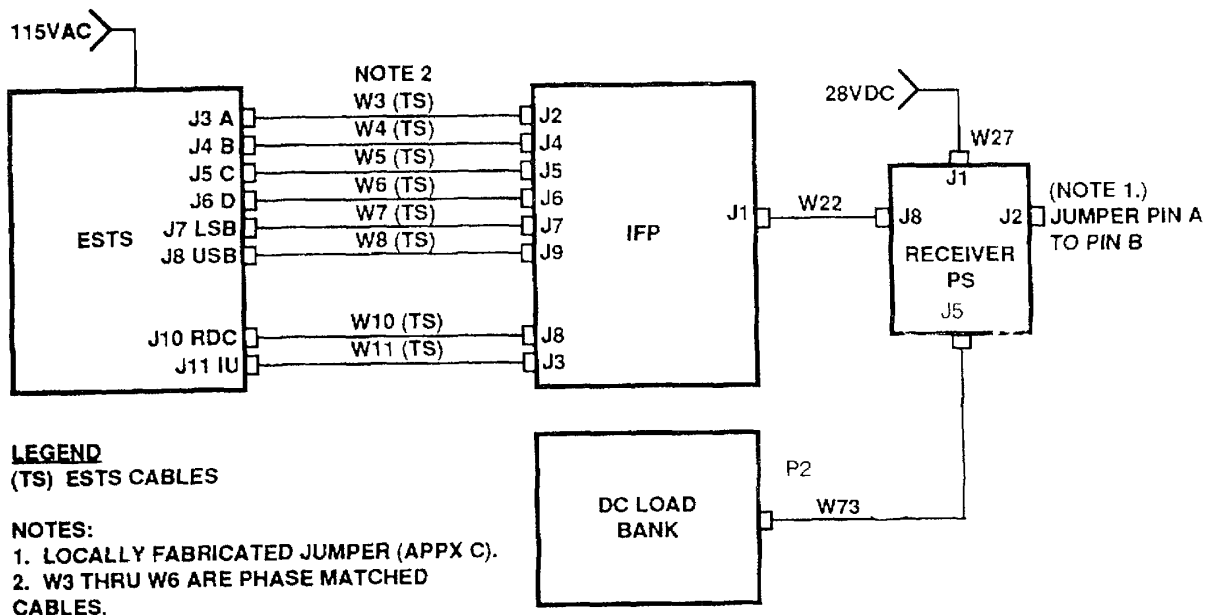 115VAC
NOTE 2
W3 (TS)
W4 (TS)
W5 (TS)
W6 (TS)
W7 (TS)
W8 (TS)
W10 (TS)
W11 (TS)
ESTS
J3 A
J4 B
J5 C
J6 D
J7 LSB
J8 USB
J10 RDC
J11 IU
J2
J4
J5
J6
J7
J9
J8
J3
IFP
J1
W22
28VDC
W27
J1
J8
J2
RECEIVER
PS
J5
(NOTE 1.)
JUMPER PIN A
TO PIN B
DC LOAD
BANK
P2
W73
LEGEND
(TS) ESTS CABLES
NOTES:
1. LOCALLY FABRICATED JUMPER (APPX C).
2. W3 THRU W6 ARE PHASE MATCHED
CABLES.